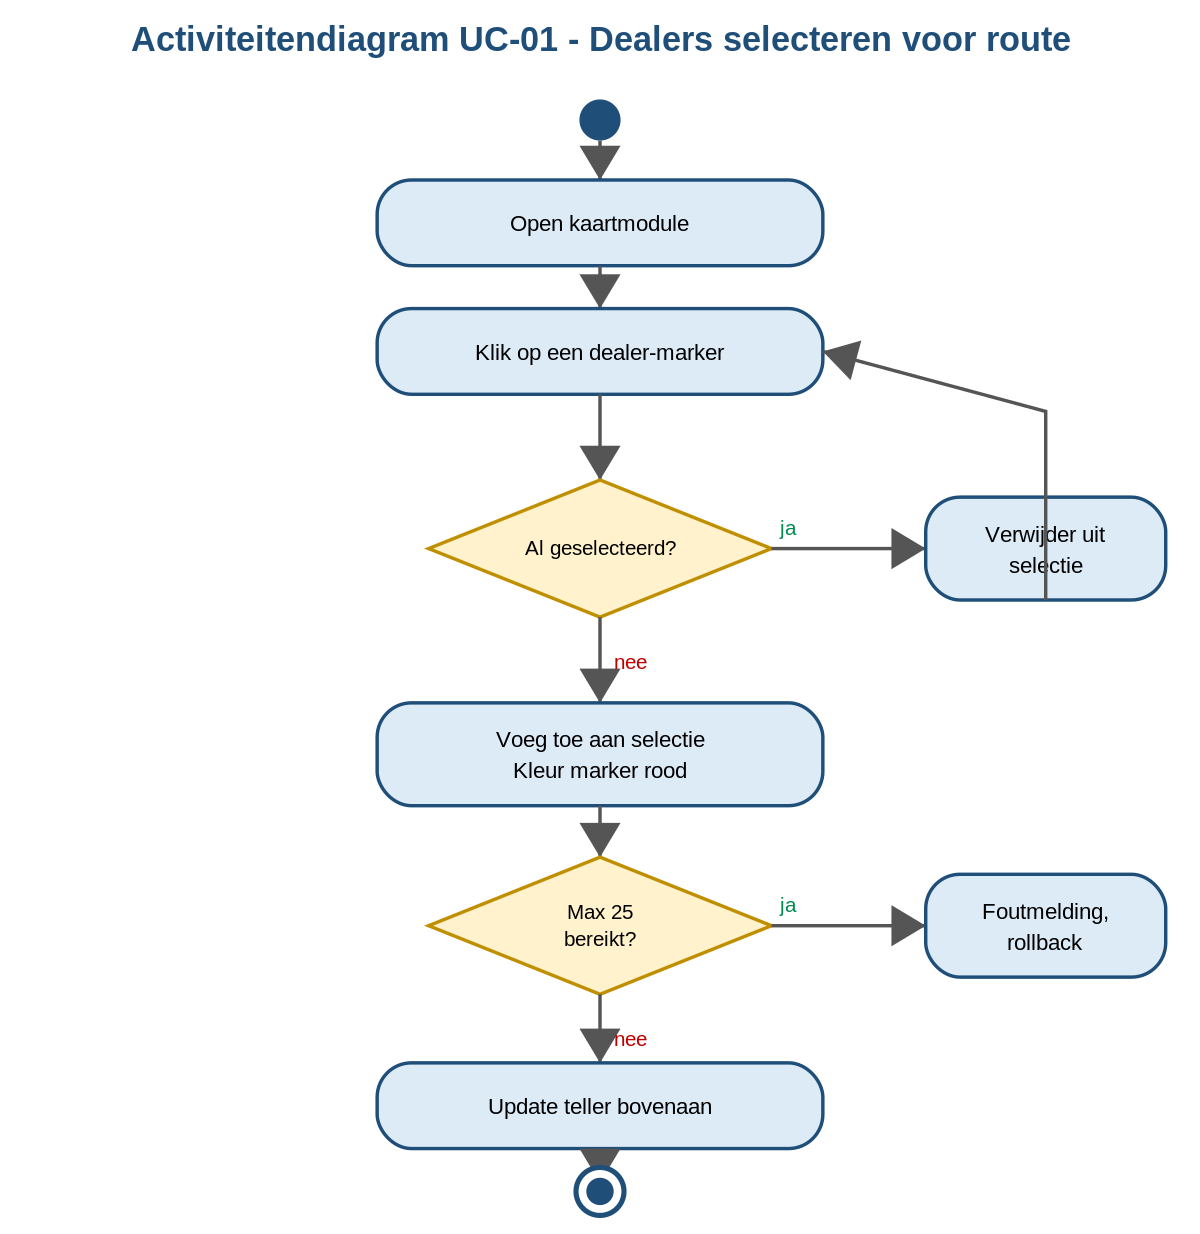 Activiteitendiagram UC-01 - Dealers selecteren voor route
Open kaartmodule
Klik op een dealer-marker
Al geselecteerd?
ja
Verwijder uit
selectie
nee
Voeg toe aan selectie
Kleur marker rood
Max 25
bereikt?
ja
Foutmelding,
rollback
nee
Update teller bovenaan